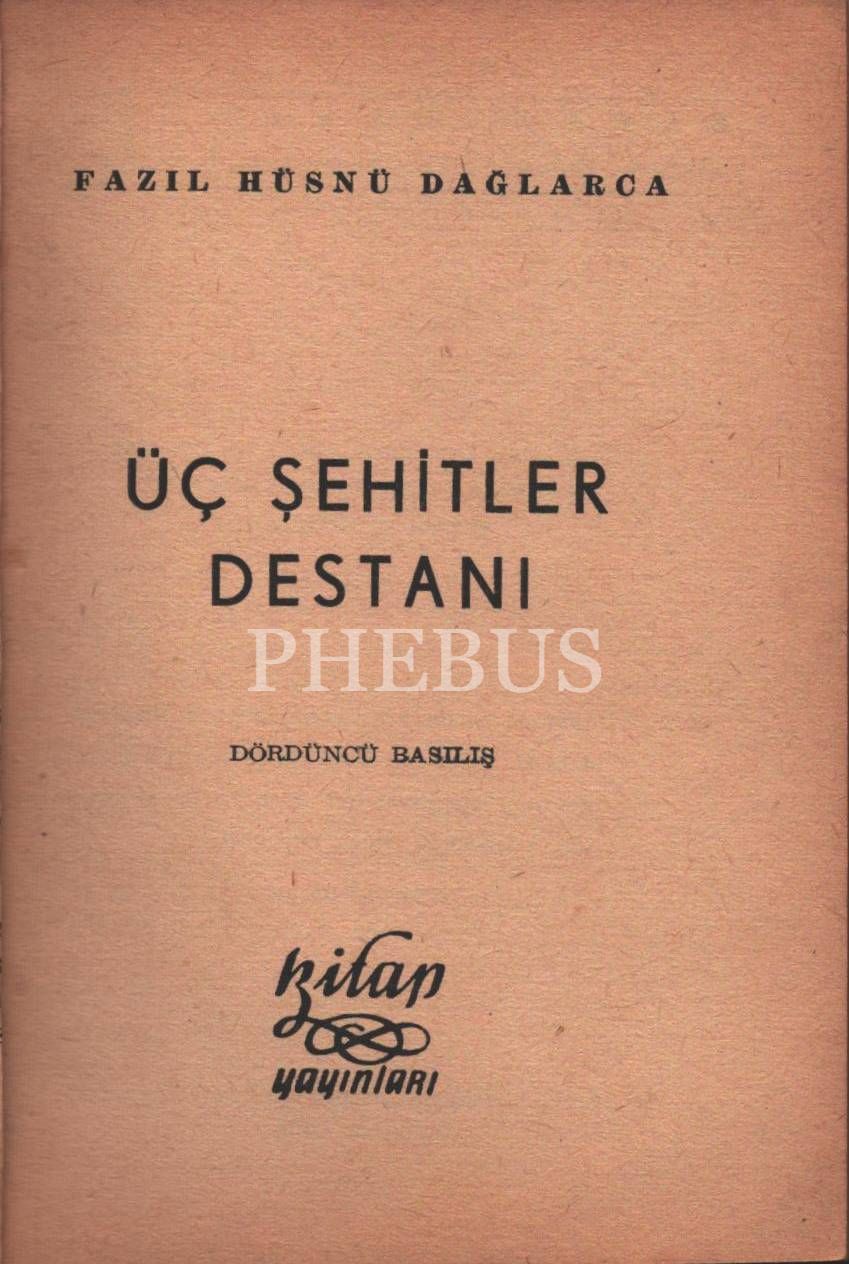 FAZIL HÜSNÜ DAĞLARCA
ÜÇ ŞEHİTLER
DESTANI
PHEBUS
DÖRDÜNCÜ BASILIŞ
kitap
yayınları